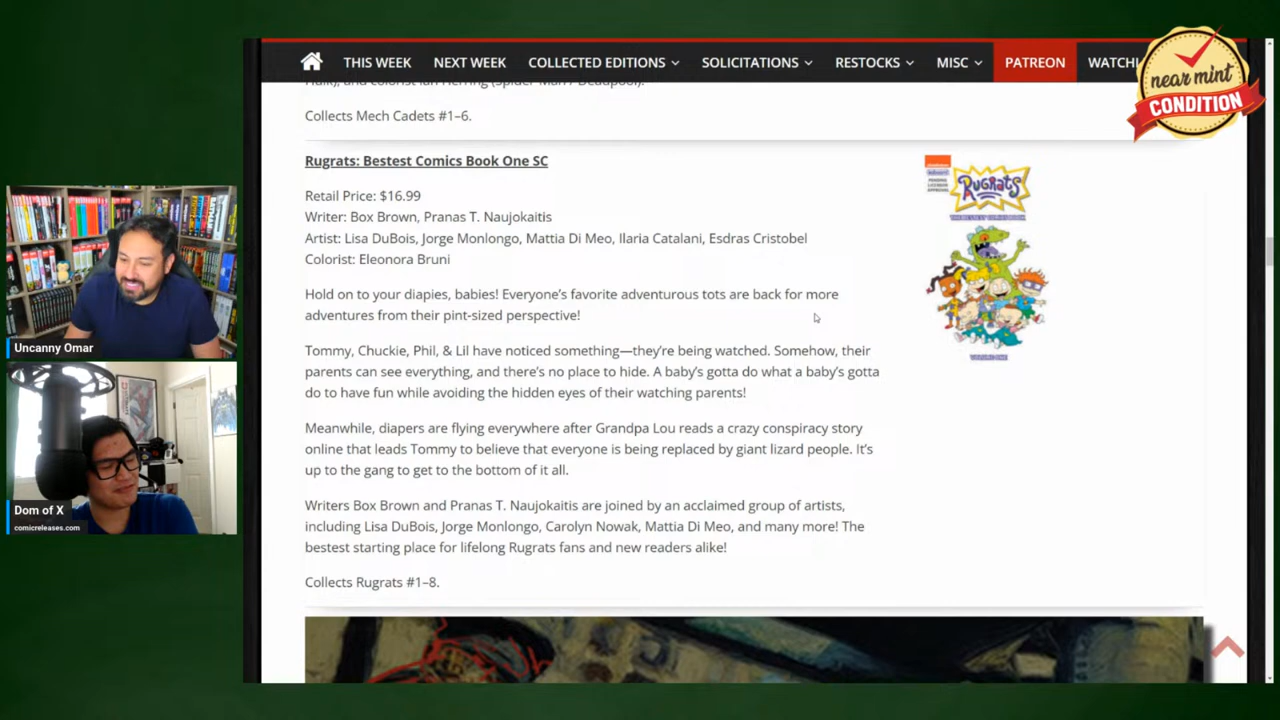 THIS WEEK NEXT WEEK COLLECTED EDITIONS SOLICITATIONS RESTOCKS MISC PATREON WATCHL
near mint
CONDITION
Collects Mech Cadets #1–6.
Rugrats: Bestest Comics Book One SC
Retail Price: $16.99
Writer: Box Brown, Pranas T. Naujokaitis
Artist: Lisa DuBois, Jorge Monlongo, Mattia Di Meo, Ilaria Catalani, Esdras Cristobel
Colorist: Eleonora Bruni
Hold on to your diapies, babies! Everyone’s favorite adventurous tots are back for more
adventures from their pint-sized perspective!
Tommy, Chuckie, Phil, & Lil have noticed something—they’re being watched. Somehow, their
parents can see everything, and there’s no place to hide. A baby’s gotta do what a baby’s gotta
do to have fun while avoiding the hidden eyes of their watching parents!
Meanwhile, diapers are flying everywhere after Grandpa Lou reads a crazy conspiracy story
online that leads Tommy to believe that everyone is being replaced by giant lizard people. It’s
up to the gang to get to the bottom of it all.
Writers Box Brown and Pranas T. Naujokaitis are joined by an acclaimed group of artists,
including Lisa DuBois, Jorge Monlongo, Carolyn Nowak, Mattia Di Meo, and many more! The
bestest starting place for lifelong Rugrats fans and new readers alike!
Collects Rugrats #1–8.
RUGRATS
Uncanny Omar
Dom of X
comicreleases.com